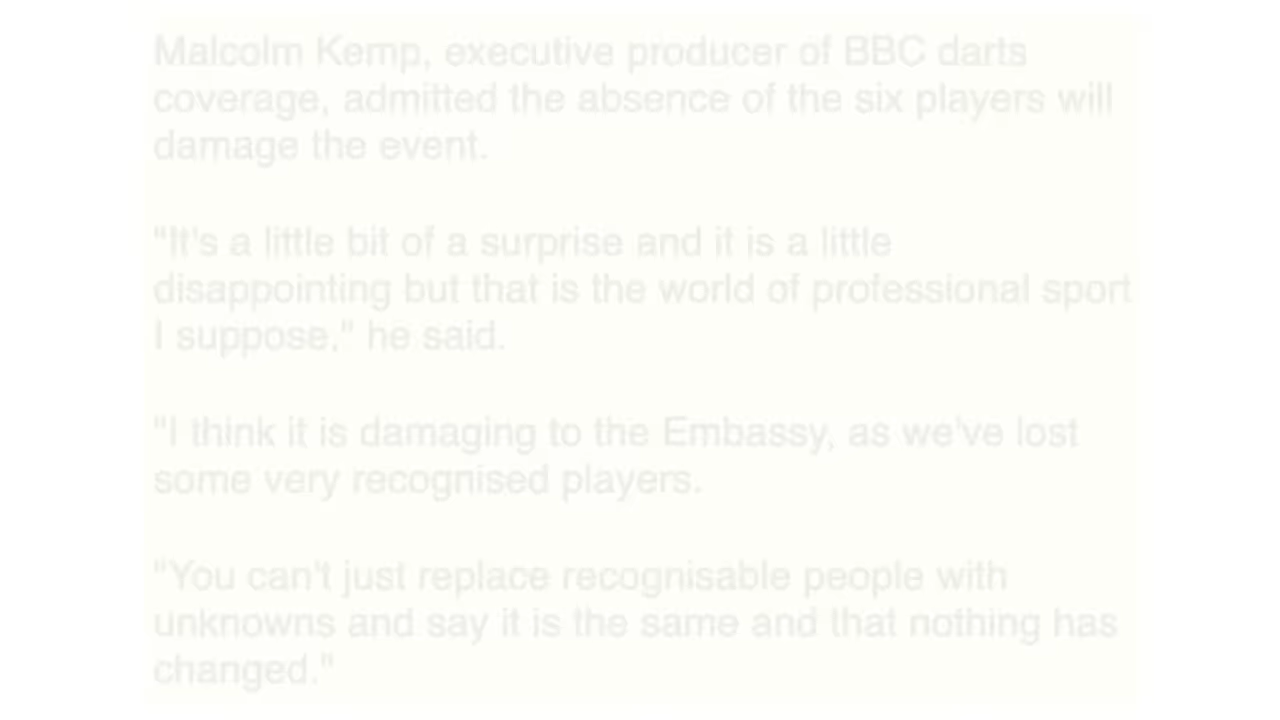 Malcolm Kemp, executive producer of BBC darts
coverage, admitted the absence of the six players will
damage the event.
"It's a little bit of a surprise and it is a little
disappointing but that is the world of professional sport
I suppose," he said.
"I think it is damaging to the Embassy, as we've lost
some very recognised players.
"You can't just replace recognisable people with
unknowns and say it is the same and that nothing has
changed."